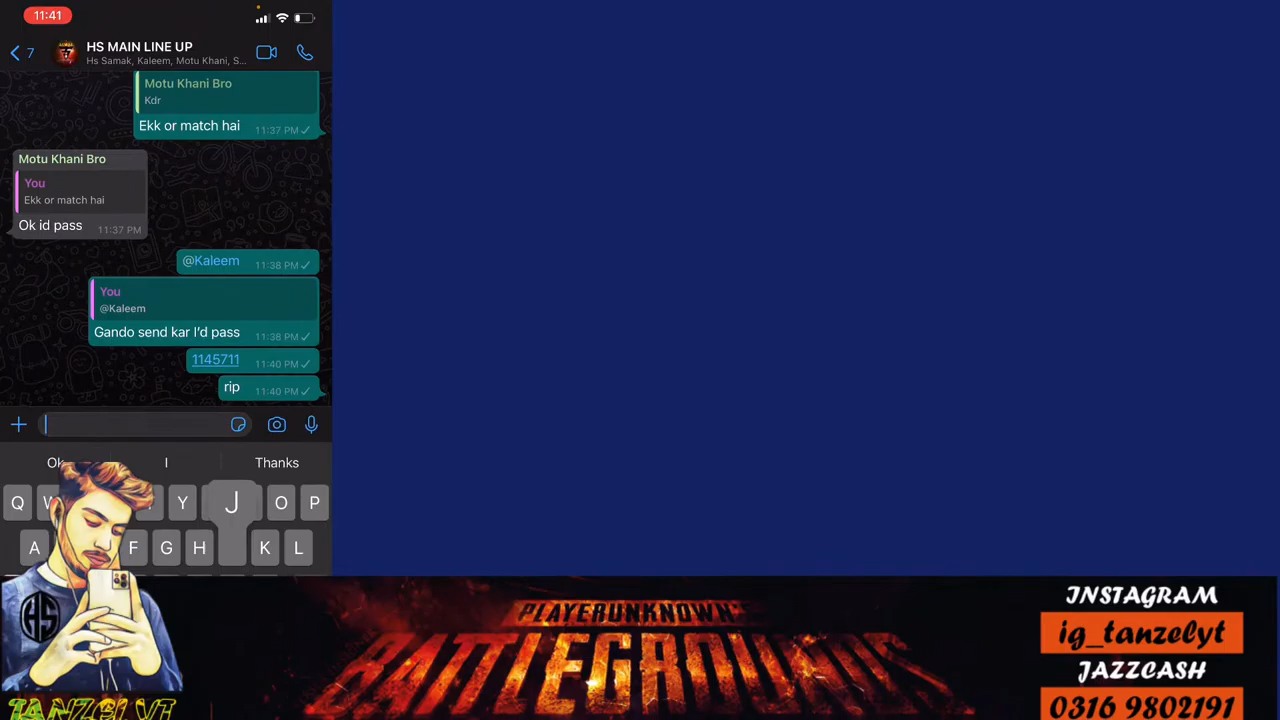 11:41
7
HS MAIN LINE UP
Hs Samak, Kaleem, Motu Khani, S...
Motu Khani Bro
Kdr
Ekk or match hai
11:37 PM
Motu Khani Bro
You
Ekk or match hai
Ok id pass
11:37 PM
@Kaleem
11:38 PM
You
@Kaleem
Gando send kar I'd pass
11:38 PM
1145711
11:40 PM
rip
11:40 PM
Ok
I
Thanks
Q W Y J O P
A F G H K L
HS
TANZELYT
PLAYERUNKNOWN'S
BATTLEGROUNDS
INSTAGRAM
ig_tanzelyt
JAZZCASH
0316 9802191